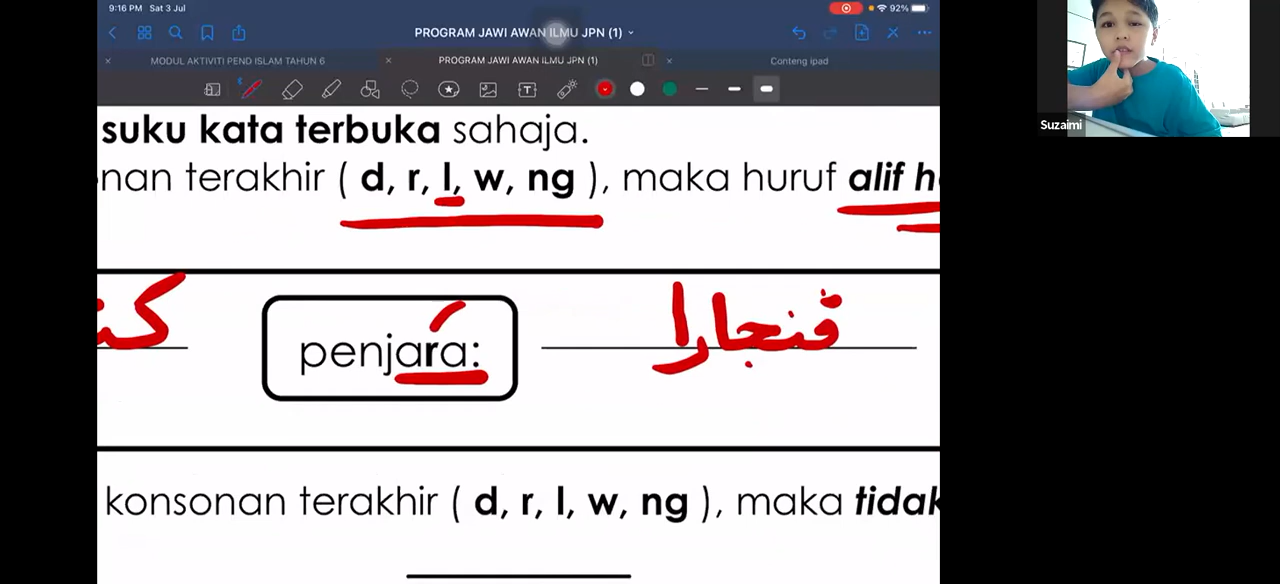 9:16 PM Sat 3 Jul
92%
PROGRAM JAWI AWAN ILMU JPN (1)
MODUL AKTIVITI PEND ISLAM TAHUN 6
PROGRAM JAWI AWAN ILMU JPN (1)
Conteng ipad
suku kata terbuka sahaja.
nan terakhir ( d, r, l, w, ng ), maka huruf alif h
penjara:
ڤنجارا
konsonan terakhir ( d, r, l, w, ng ), maka tidak
Suzaimi